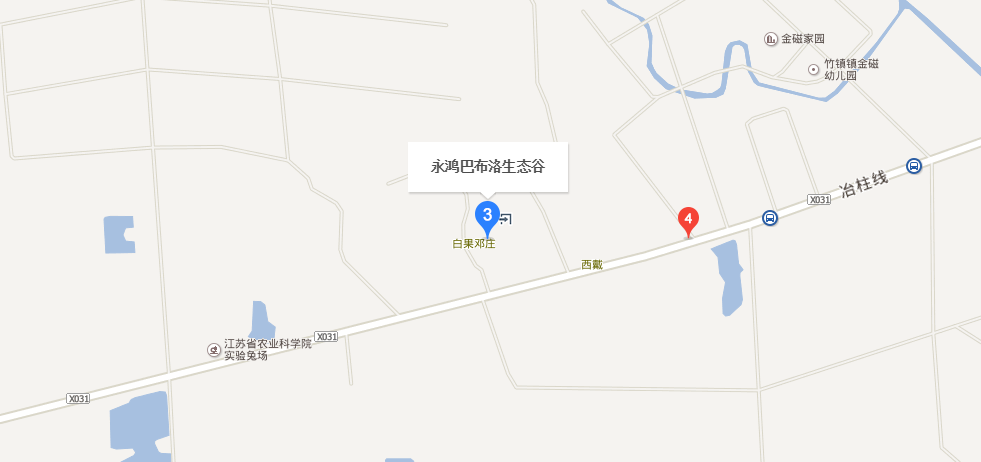 金磁家园
竹镇镇金磁
幼儿园
永鸿巴布洛生态谷
冶柱线
X031
3
4
白果邓庄
西戴
X031
江苏省农业科学院
实验兔场
X031